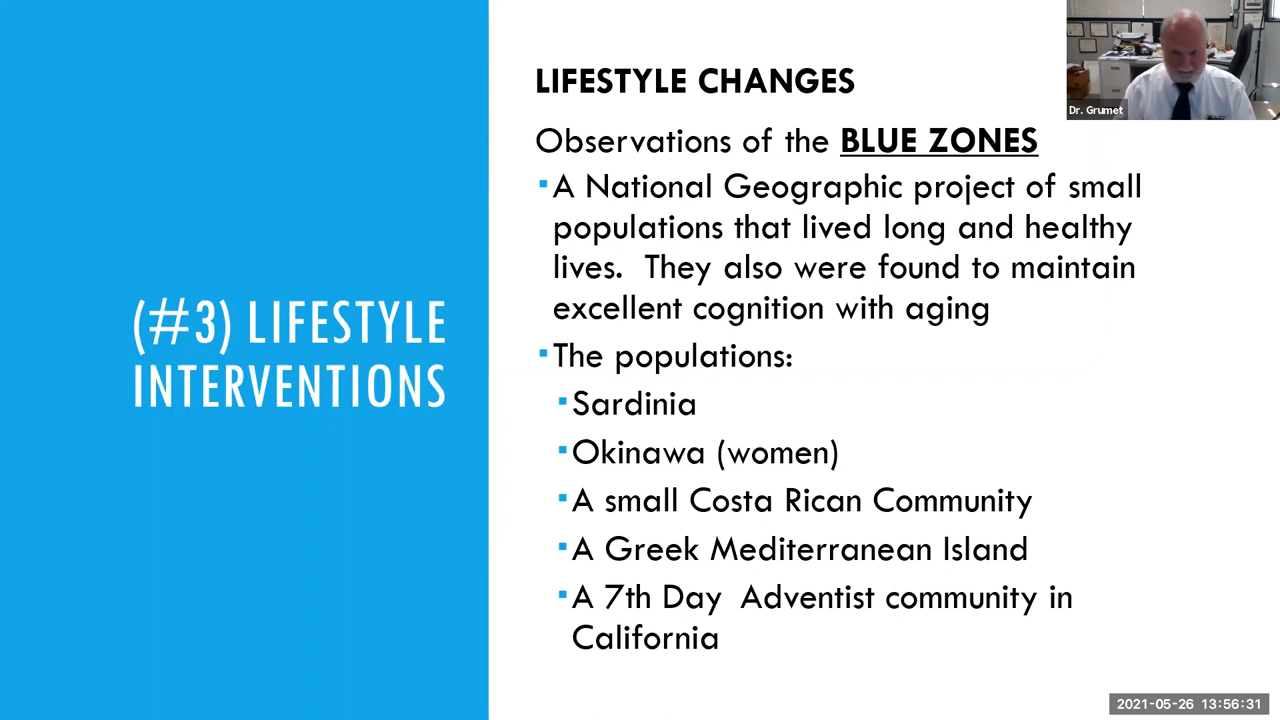 LIFESTYLE CHANGES
Dr. Grumet
Observations of the BLUE ZONES
A National Geographic project of small
populations that lived long and healthy
lives. They also were found to maintain
excellent cognition with aging
(#3) LIFESTYLE
INTERVENTIONS
The populations:
Sardinia
Okinawa (women)
A small Costa Rican Community
A Greek Mediterranean Island
A 7th Day Adventist community in
California
2021-05-26 13:56:31